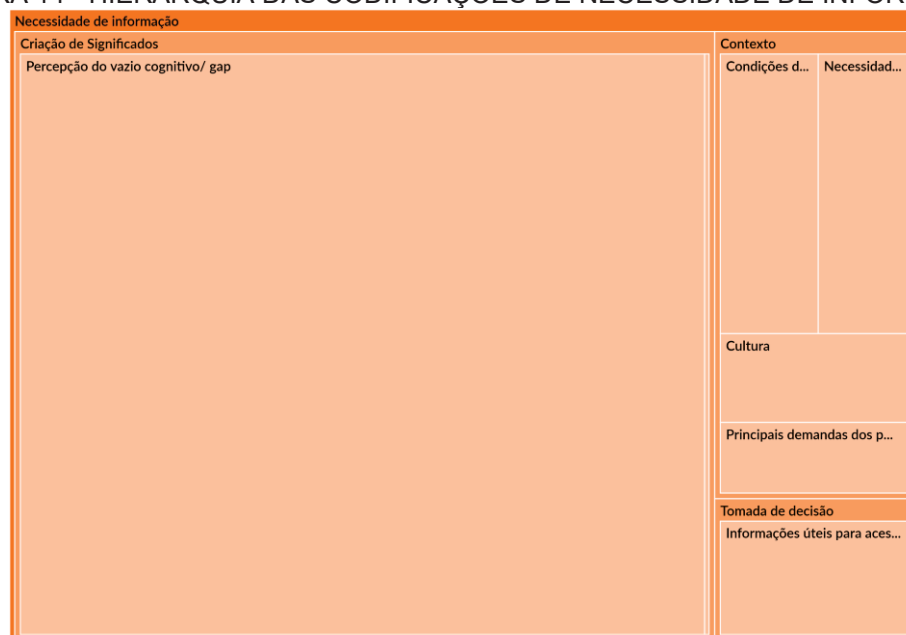 HIERARQUIA DAS CODIFICAÇÕES DE NECESSIDADE DE
Necessidade de informação
Criação de Significados
Percepção do vazio cognitivo/ gap
Contexto
Condições d...
Necessidad...
Cultura
Principais demandas dos p...
Tomada de decisão
Informações úteis para aces...